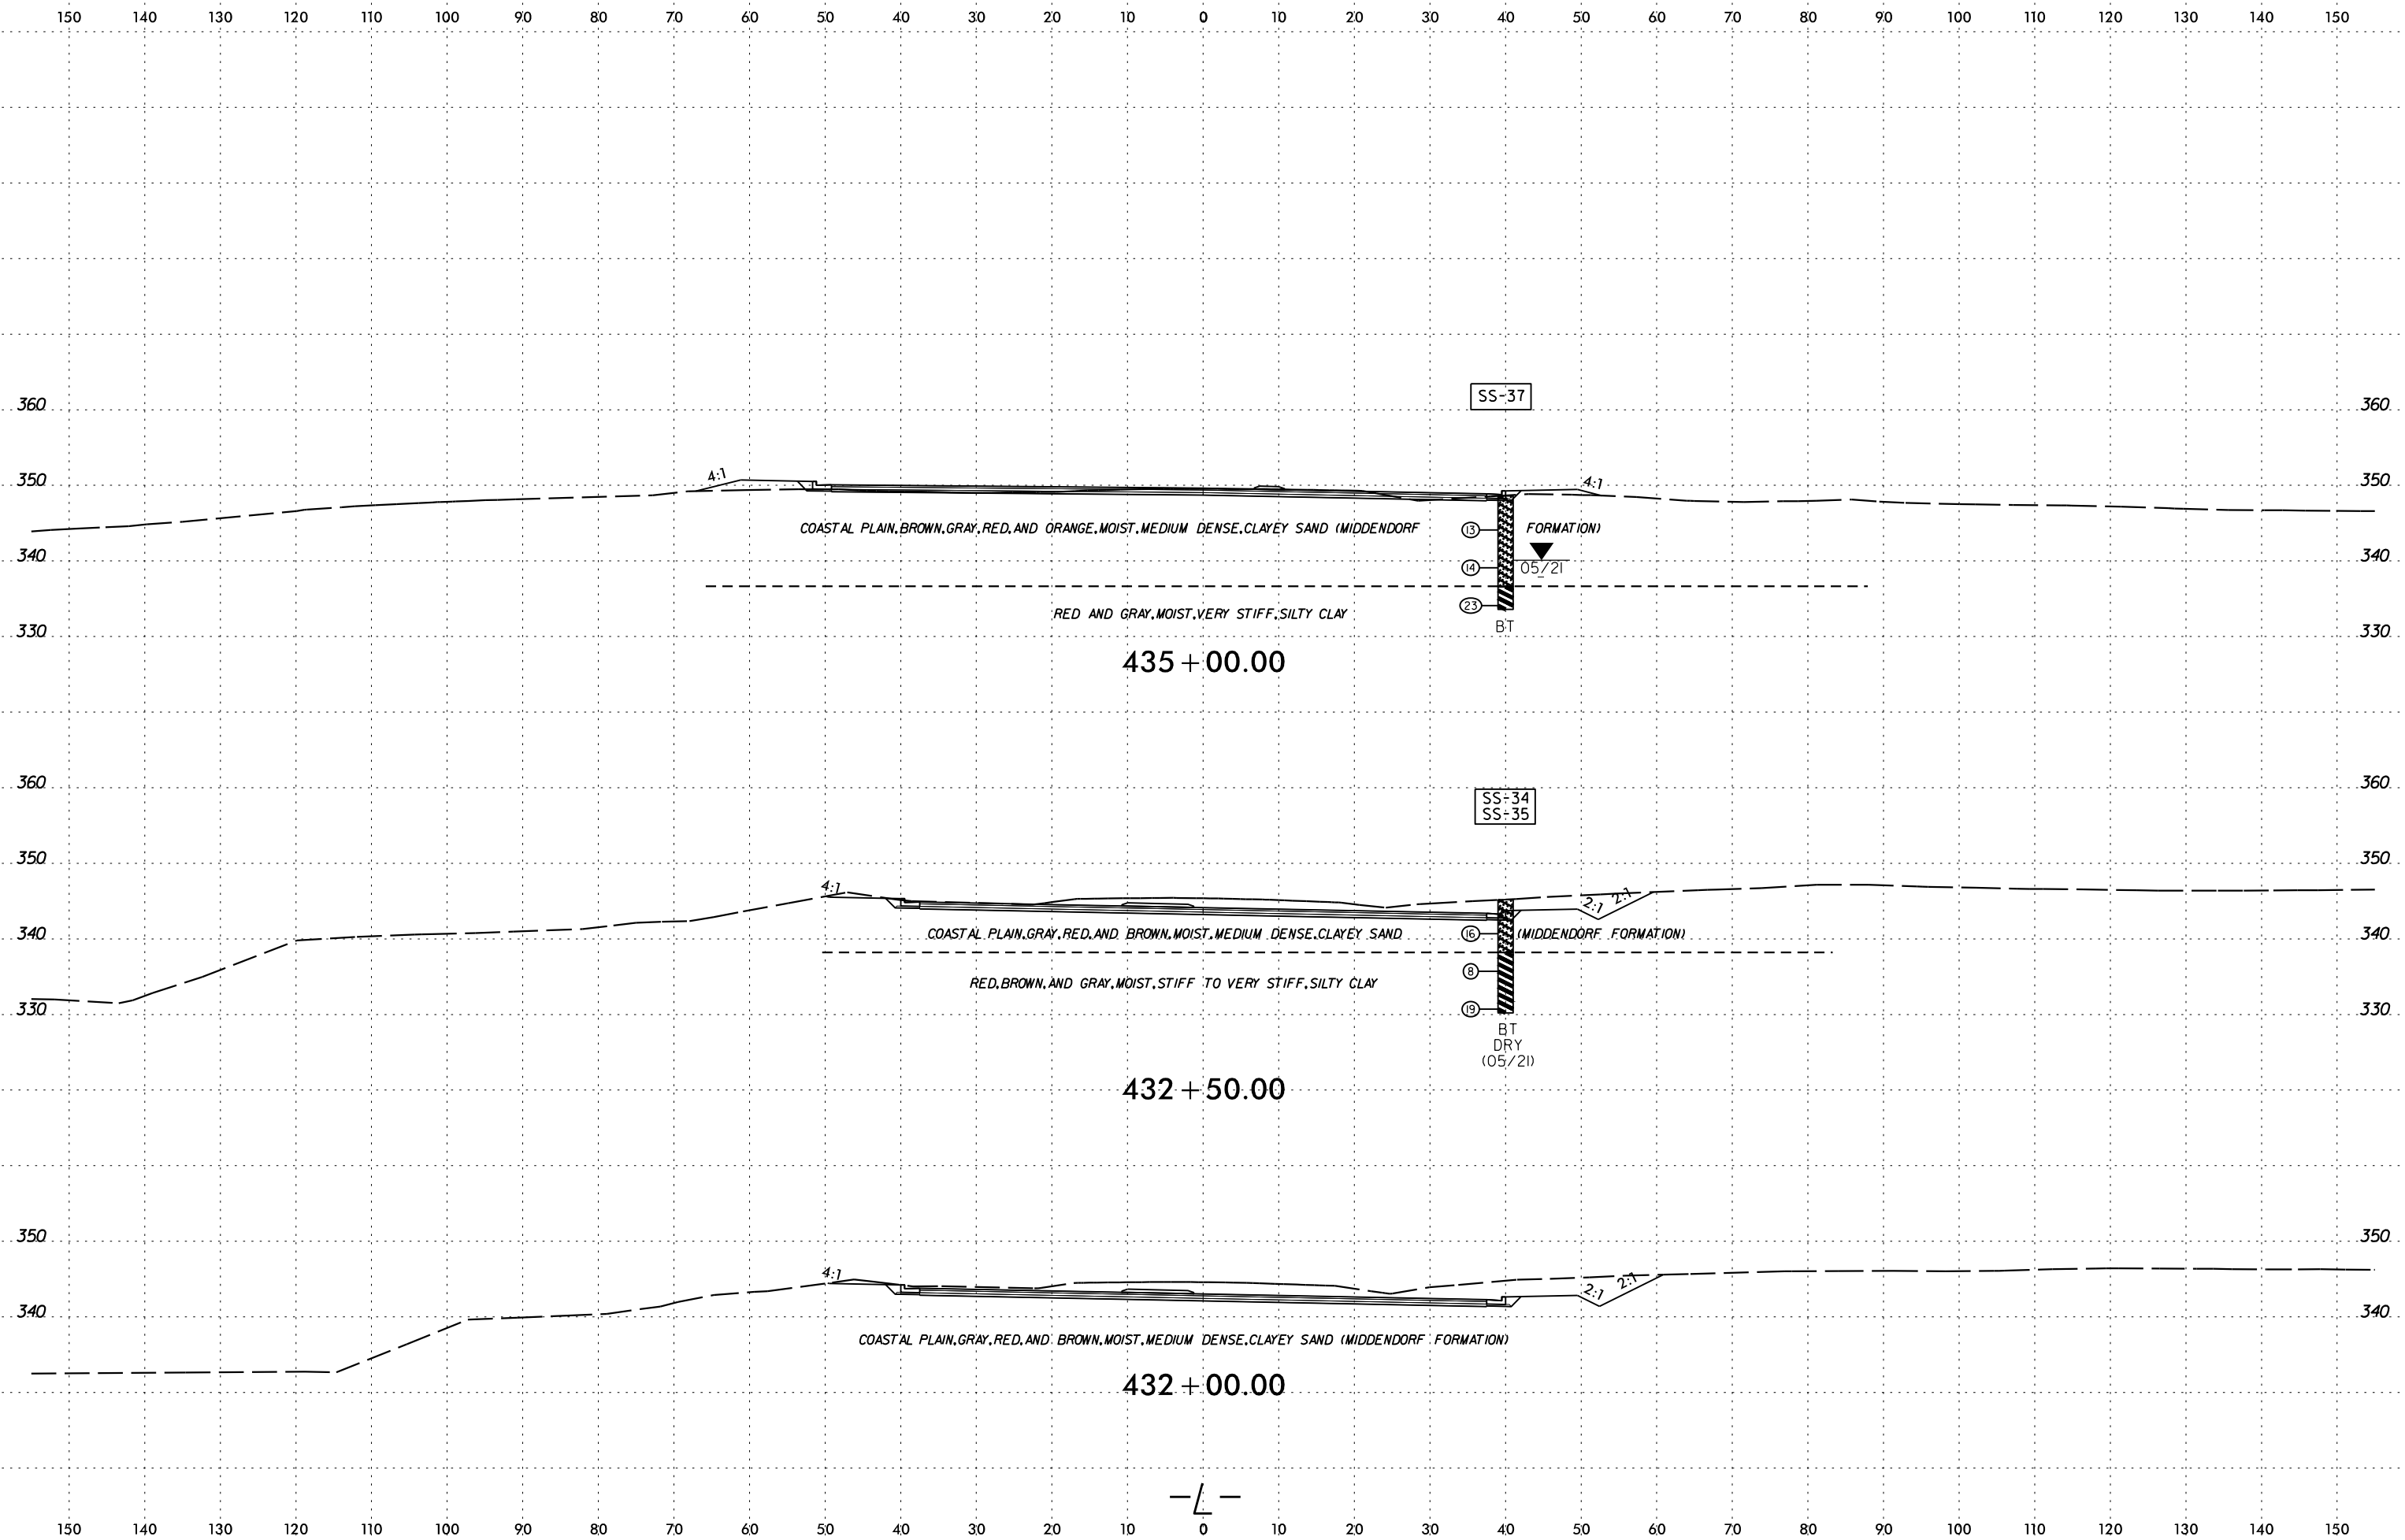 150 140 130 120 110 100 90 80 70 60 50 40 30 20 10 0 10 20 30 40 50 60 70 80 90 100 110 120 130 140 150
SS-37
360 360
350 4:1 4:1 350
COASTAL PLAIN,BROWN,GRAY,RED,AND ORANGE,MOIST,MEDIUM DENSE,CLAYEY SAND (MIDDENDORF 13 FORMATION)
340 340
14 05/21
23
RED AND GRAY,MOIST,VERY STIFF,SILTY CLAY
330 BT 330
435+00.00
360 360
SS-34
SS-35
350 350
4:1 2:1 2:1
340 COASTAL PLAIN,GRAY,RED,AND BROWN,MOIST,MEDIUM DENSE,CLAYEY SAND 16 (MIDDENDORF FORMATION) 340
8
RED,BROWN,AND GRAY,MOIST,STIFF TO VERY STIFF,SILTY CLAY
330 19 330
BT
DRY
(05/21)
432+50.00
350 350
4:1 2:1 2:1
340 340
COASTAL PLAIN,GRAY,RED,AND BROWN,MOIST,MEDIUM DENSE,CLAYEY SAND (MIDDENDORF FORMATION)
432+00.00
-L-
150 140 130 120 110 100 90 80 70 60 50 40 30 20 10 0 10 20 30 40 50 60 70 80 90 100 110 120 130 140 150